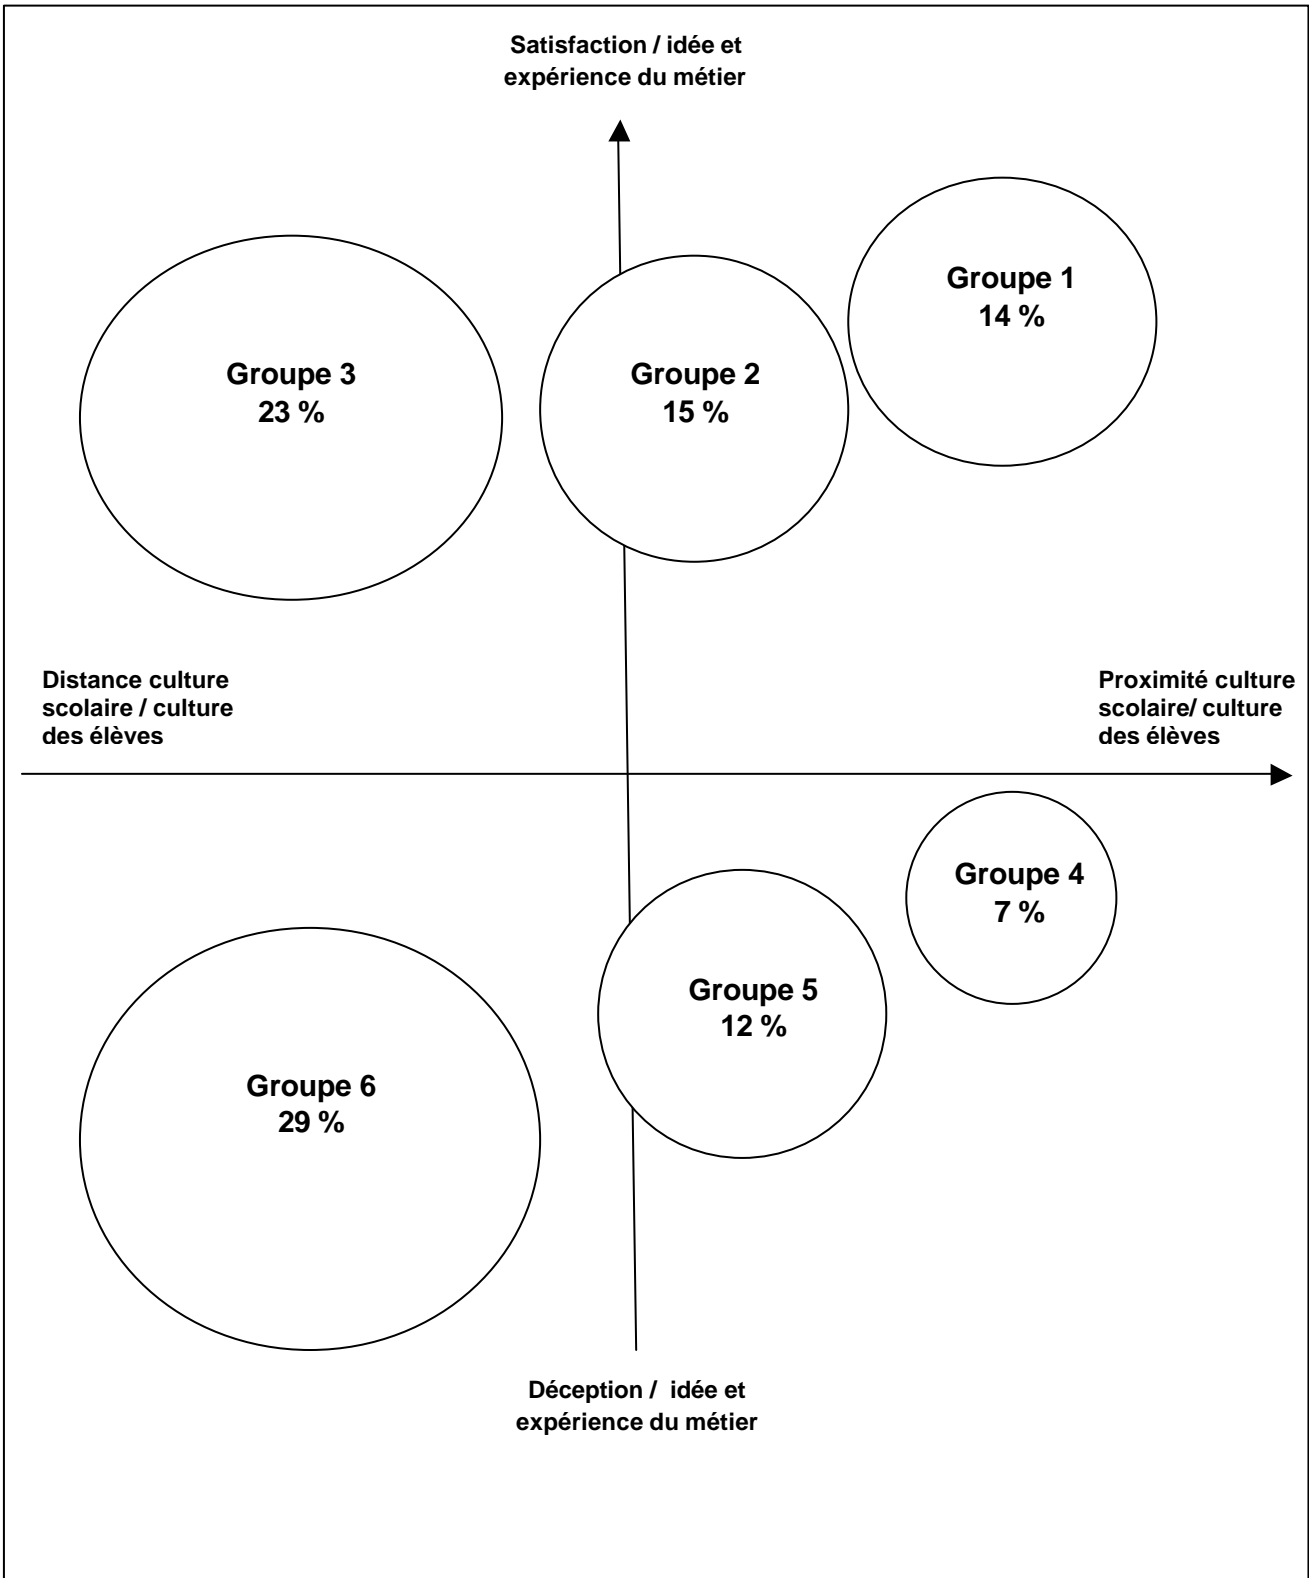 Satisfaction / idée et
expérience du métier
Groupe 1
14 %
Groupe 3
23 %
Groupe 2
15 %
Distance culture
scolaire / culture
des élèves
Proximité culture
scolaire/ culture
des élèves
Groupe 4
7 %
Groupe 5
12 %
Groupe 6
29 %
Déception / idée et
expérience du métier